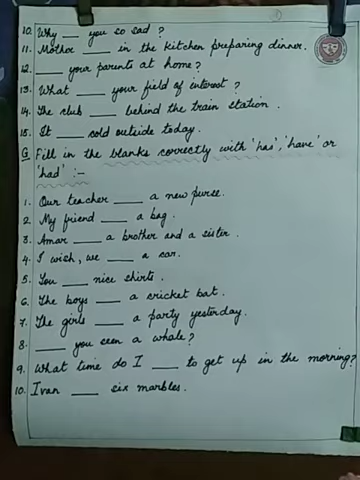 10. Why __ you so sad ?
11. Mother ___ in the kitchen preparing dinner.
12. ___ your parents at home?
13. What ___ your field of interest ?
14. The club ___ behind the train station .
15. It ___ cold outside today.
G Fill in the blanks correctly with 'has', 'have' or
'had' :-
1. Our teacher ___ a new purse.
2. My friend ___ a bag .
3. Amar ___ a brother and a sister .
4. I wish, we ___ a car.
5. You ___ nice shirts .
6. The boys ___ a cricket bat.
7. The girls ___ a party yesterday.
8. ___ you seen a whale?
9. What time do I ___ to get up in the morning?
10. Ivan ___ six marbles .